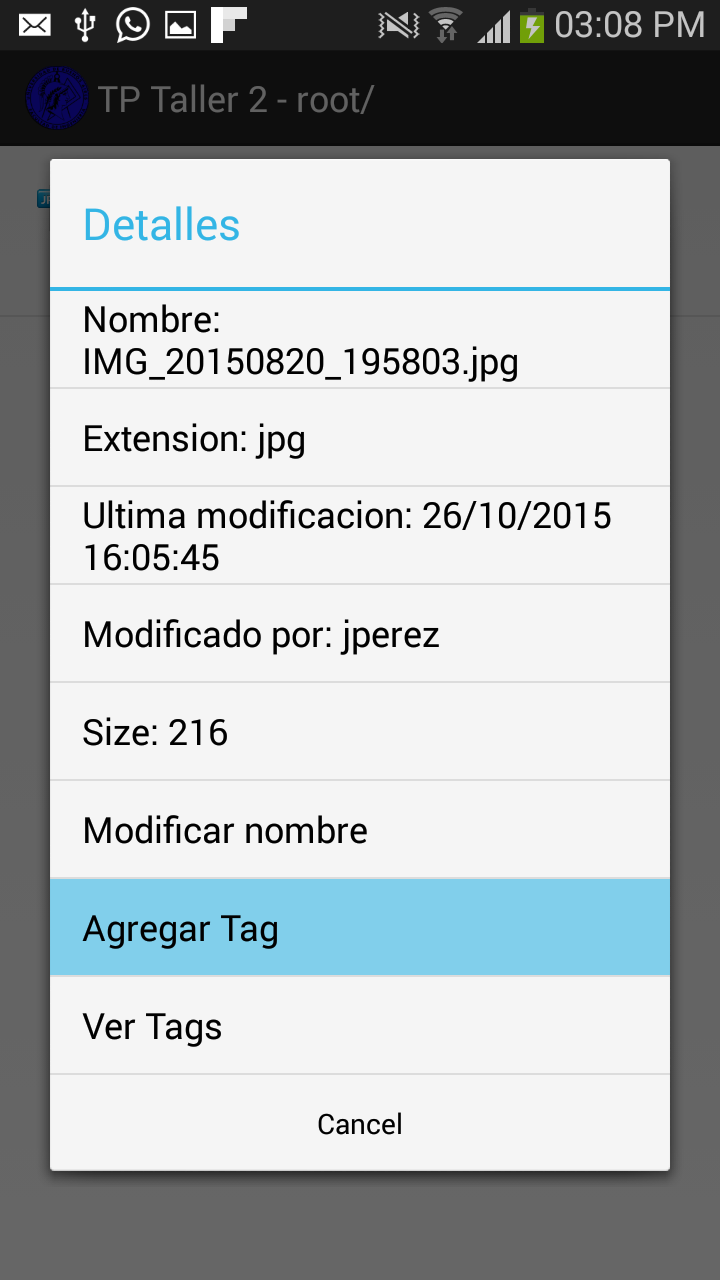 03:08 PM
TP Taller 2 - root/
Detalles
Nombre:
IMG_20150820_195803.jpg
Extension: jpg
Ultima modificacion: 26/10/2015
16:05:45
Modificado por: jperez
Size: 216
Modificar nombre
Agregar Tag
Ver Tags
Cancel